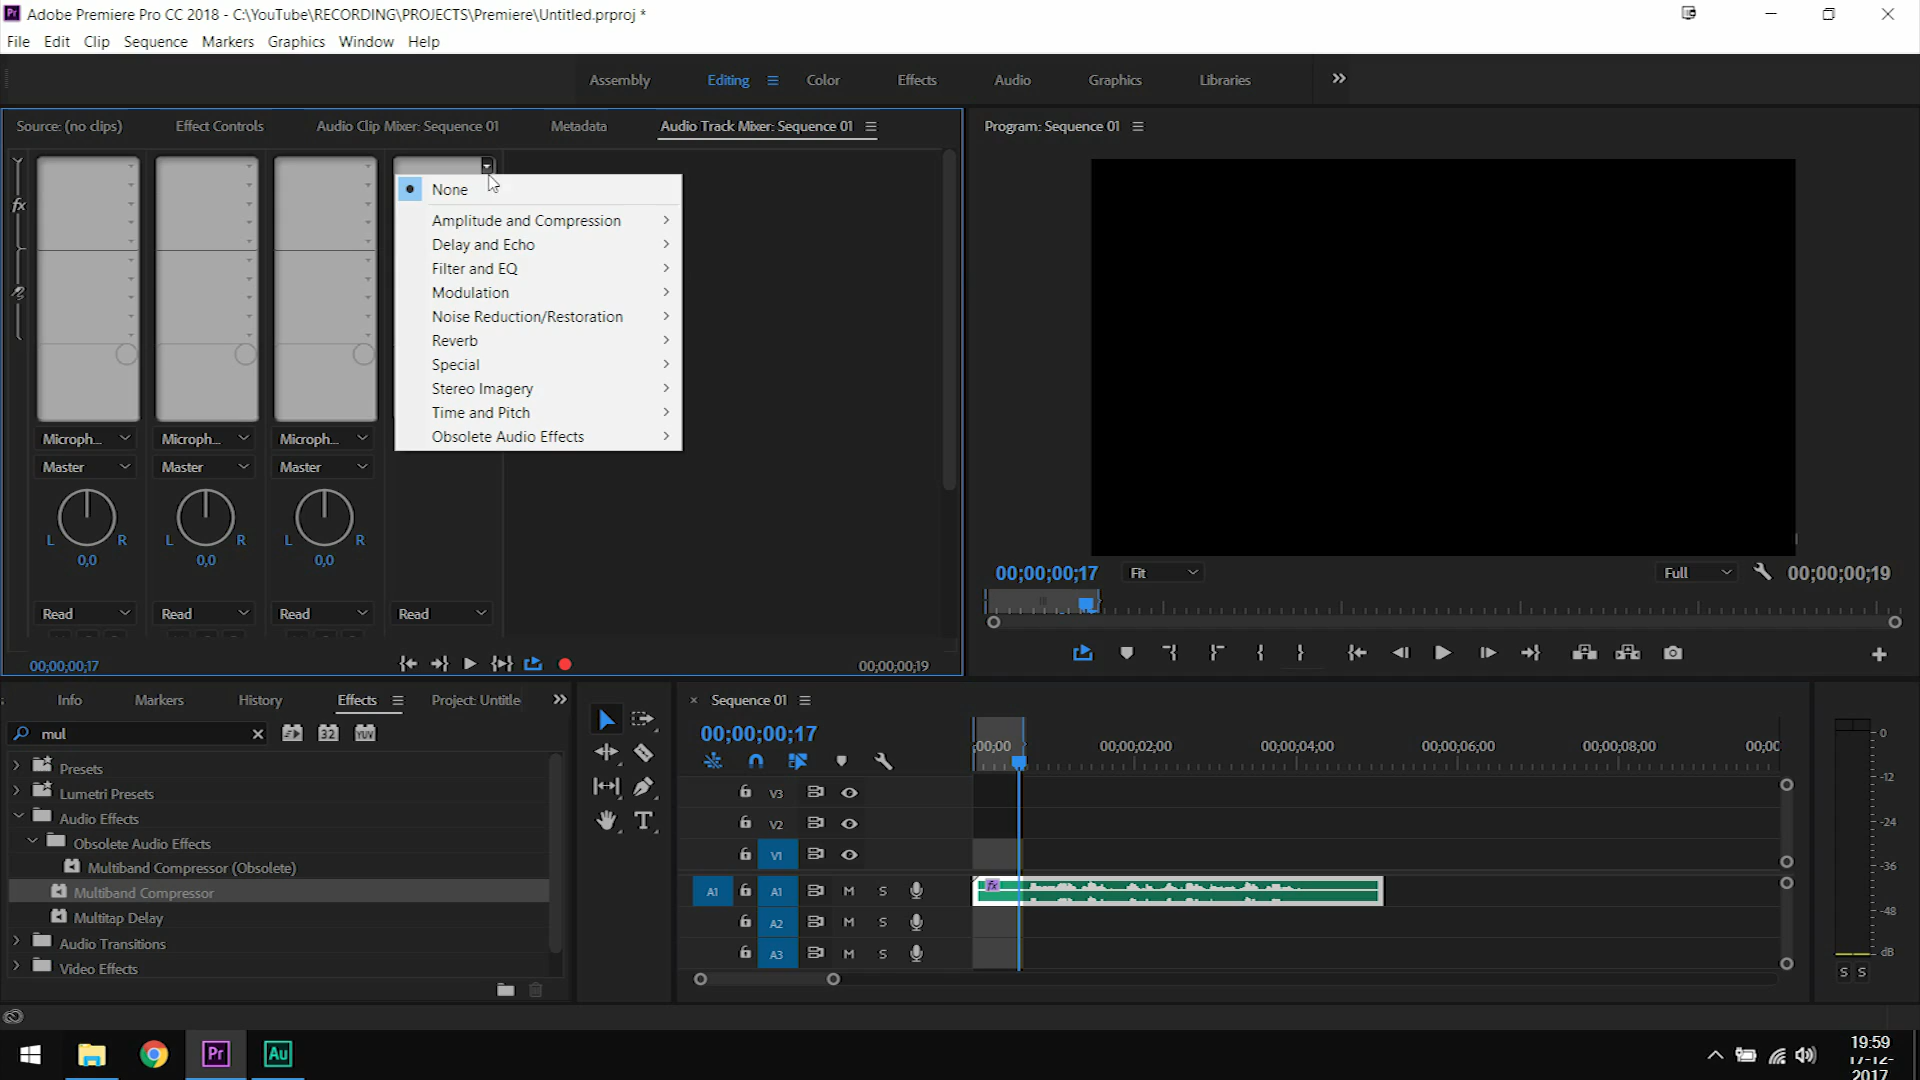 Pr Adobe Premiere Pro CC 2018 - C:\YouTube\RECORDING\PROJECTS\Premiere\Untitled.prproj *
File Edit Clip Sequence Markers Graphics Window Help
Assembly Editing Color Effects Audio Graphics Libraries
Source: (no clips) Effect Controls Audio Clip Mixer: Sequence 01 Metadata Audio Track Mixer: Sequence 01
Program: Sequence 01
fx
None
Amplitude and Compression
Delay and Echo
Filter and EQ
Modulation
Noise Reduction/Restoration
Reverb
Special
Stereo Imagery
Time and Pitch
Obsolete Audio Effects
Microph... Microph... Microph...
Master Master Master
L R L R L R
0,0 0,0 0,0
Read Read Read Read
00;00;00;17 00;00;00;19
00;00;00;17 Fit Full 00;00;00;19
Info Markers History Effects Project: Untitle
mul 32 YUV
Presets
Lumetri Presets
Audio Effects
Obsolete Audio Effects
Multiband Compressor (Obsolete)
Multiband Compressor
Multitap Delay
Audio Transitions
Video Effects
T
× Sequence 01
00;00;00;17
;00;00 00;00;02;00 00;00;04;00 00;00;06;00 00;00;08;00 00;00
V3
V2
V1
A1 A1 M S fx
A2 M S
A3 M S
0
-12
-24
-36
-48
dB
S S
Pr Au
19:59
17-12-
2017